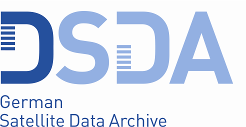 DSDA
German
Satellite Data Archive